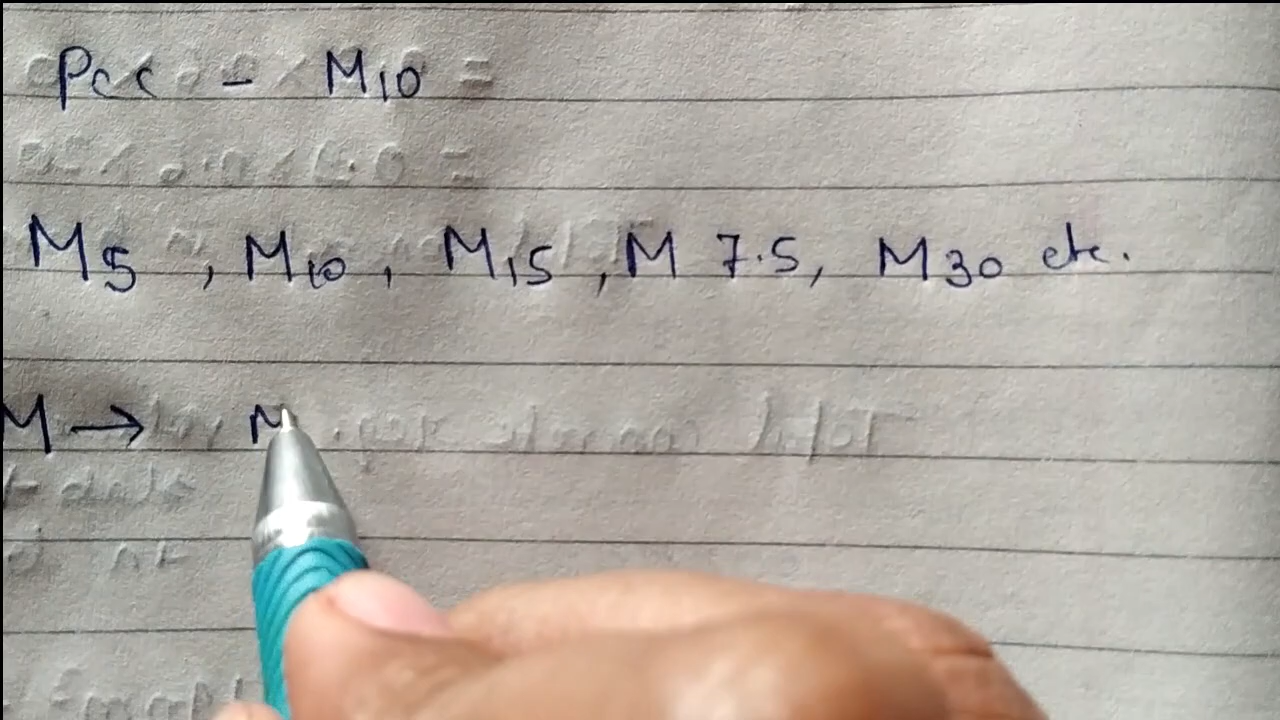 Pcc - M10 =
M5 , M10 , M15 , M 7.5, M30 etc.
M → M